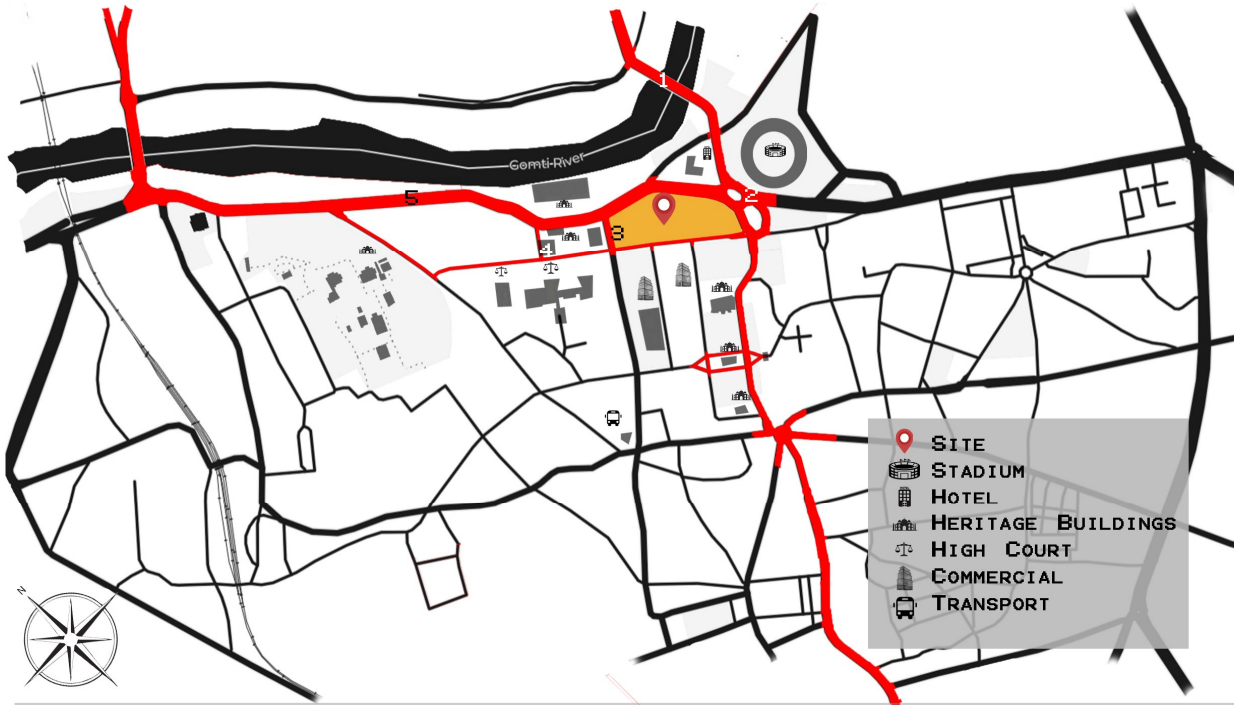 1
Gomti River
2
5
3
4
SITE
STADIUM
HOTEL
HERITAGE BUILDINGS
HIGH COURT
COMMERCIAL
TRANSPORT
N